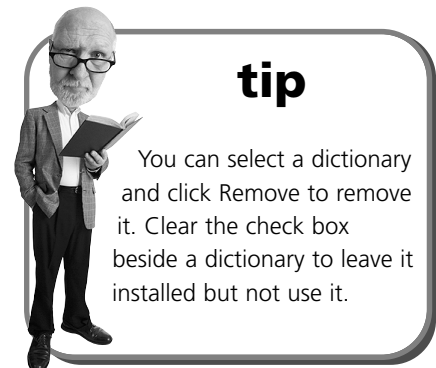 tip
You can select a dictionary
and click Remove to remove
it. Clear the check box
beside a dictionary to leave it
installed but not use it.